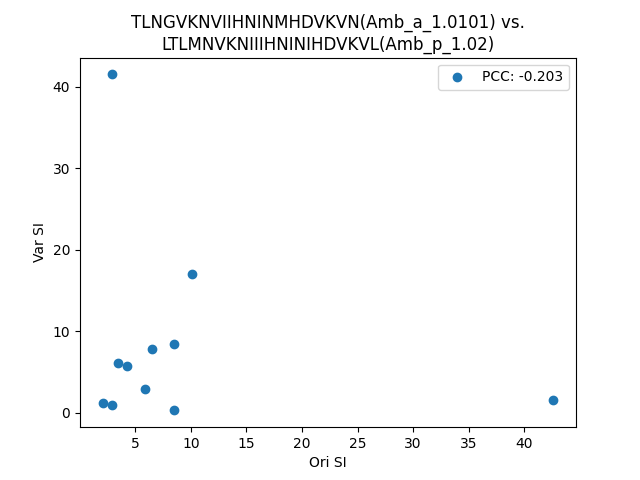 TLNGVKNVIIHNINMHDVKVN(Amb_a_1.0101) vs.
LTLMNVKNIIIHNINIHDVKVL(Amb_p_1.02)
PCC: -0.203
40
30
20
10
0
Var SI
5 10 15 20 25 30 35 40
Ori SI